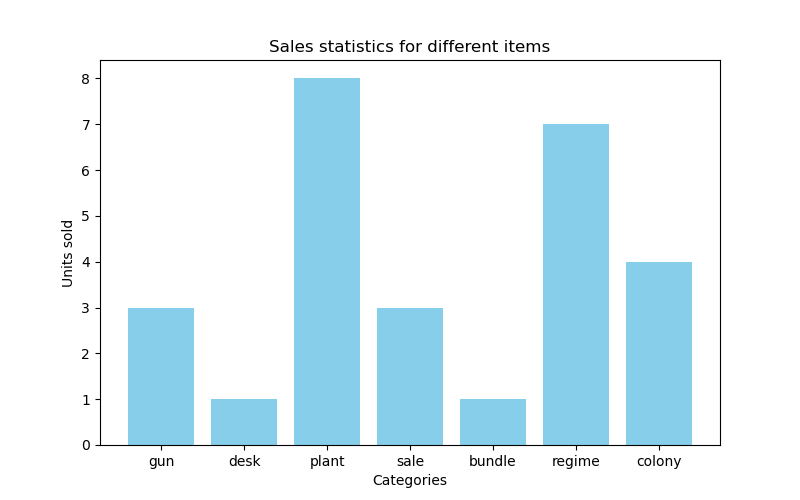 Sales statistics for different items
Units sold
8
7
6
5
4
3
2
1
0
gun desk plant sale bundle regime colony
Categories